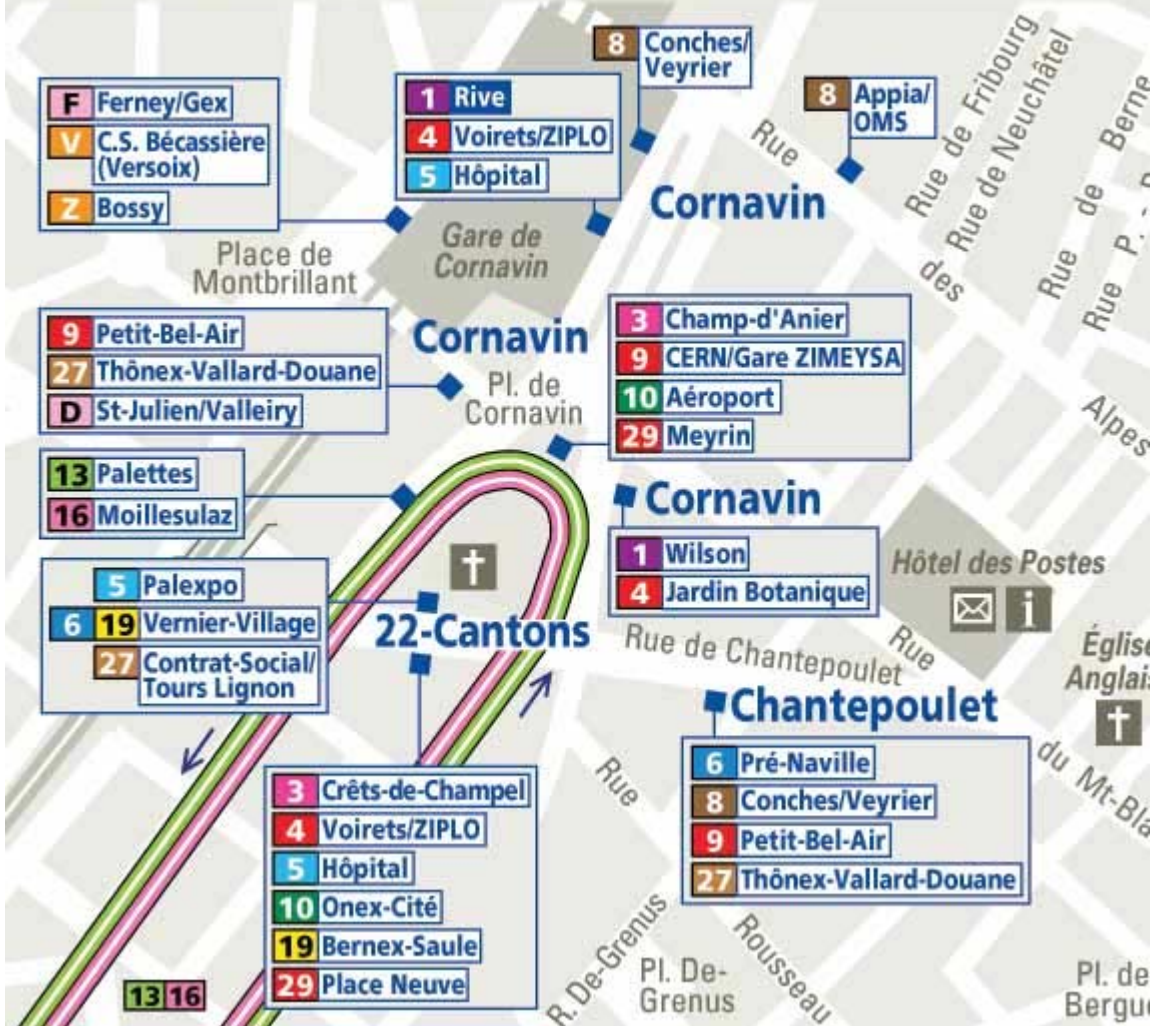 8 Conches/
Veyrier
F Ferney/Gex
V C.S. Bécassière
(Versoix)
Z Bossy
1 Rive
4 Voirets/ZIPLO
5 Hôpital
8 Appia/
OMS
Rue de Fribourg
Rue de Neuchâtel
Rue de Berne
Rue P.
Rue des Alpes
Cornavin
Gare de
Cornavin
Place de
Montbrillant
9 Petit-Bel-Air
27 Thônex-Vallard-Douane
D St-Julien/Valleiry
Cornavin
Pl. de
Cornavin
3 Champ-d'Anier
9 CERN/Gare ZIMEYSA
10 Aéroport
29 Meyrin
13 Palettes
16 Moillesulaz
Cornavin
1 Wilson
4 Jardin Botanique
Hôtel des Postes
i
5 Palexpo
6 19 Vernier-Village
27 Contrat-Social/
Tours Lignon
22-Cantons
Rue de Chantepoulet
Rue du Mt-Bla
Église
Anglais
Chantepoulet
6 Pré-Naville
8 Conches/Veyrier
9 Petit-Bel-Air
27 Thônex-Vallard-Douane
3 Crêts-de-Champel
4 Voirets/ZIPLO
5 Hôpital
10 Onex-Cité
19 Bernex-Saule
29 Place Neuve
Rue Rousseau
R. De-Grenus
Pl. De-
Grenus
Pl. de
Bergu
13 16